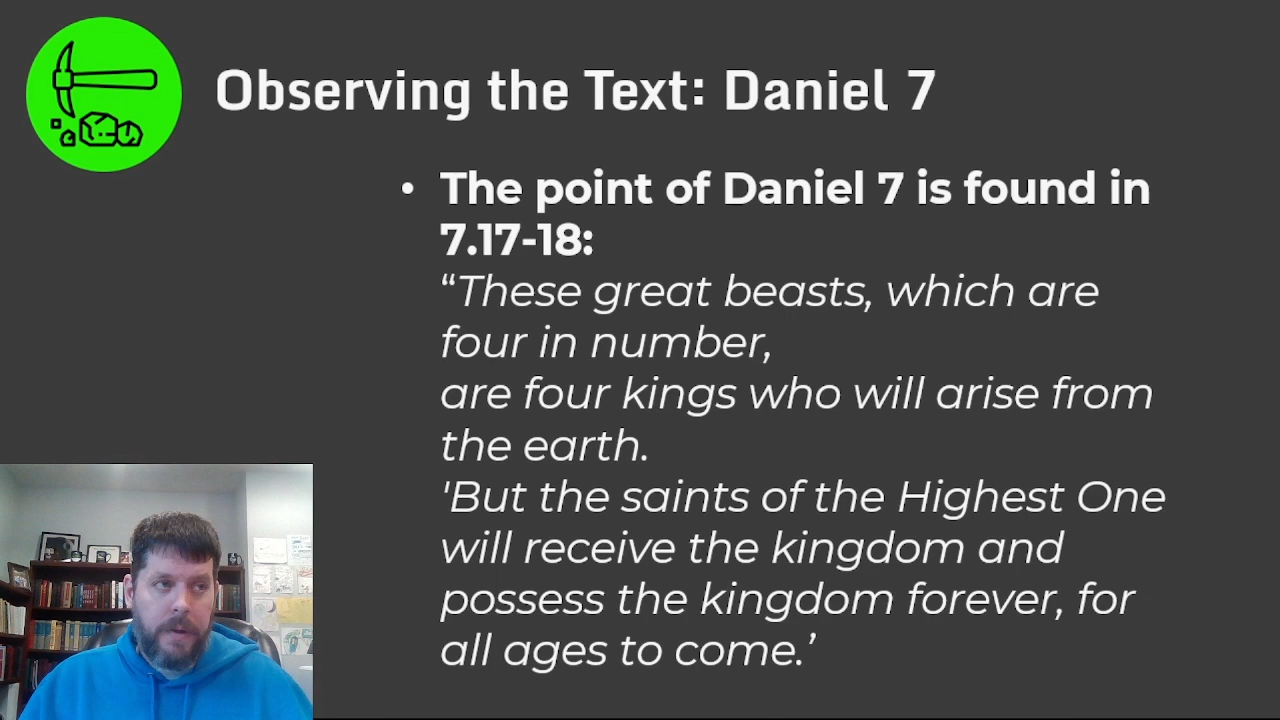 Observing the Text: Daniel 7
• The point of Daniel 7 is found in
7.17-18:
“These great beasts, which are
four in number,
are four kings who will arise from
the earth.
'But the saints of the Highest One
will receive the kingdom and
possess the kingdom forever, for
all ages to come.’